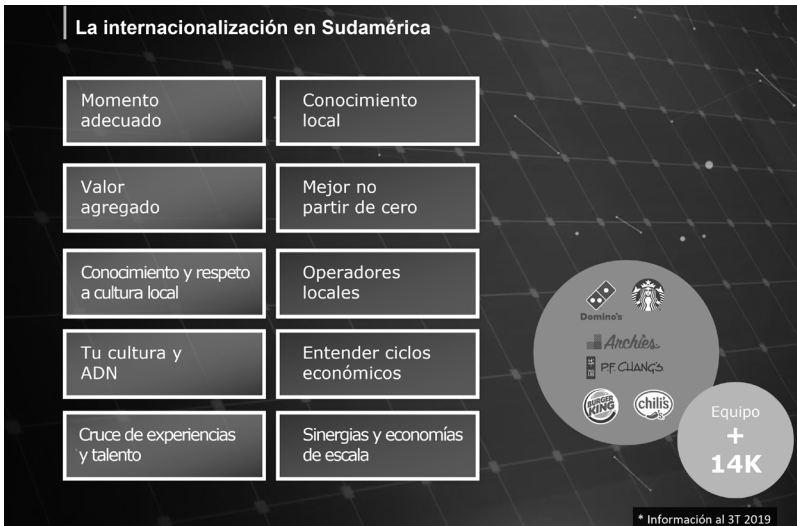 La internacionalización en Sudamérica
Momento
adecuado
Conocimiento
local
Valor
agregado
Mejor no
partir de cero
Conocimiento y respeto
a cultura local
Operadores
locales
Tu cultura y
ADN
Entender ciclos
económicos
Cruce de experiencias
y talento
Sinergias y economías
de escala
Domino's
Archies
P.F. CHANG'S
BURGER
KING
chili's
Equipo
+
14K
* Información al 3T 2019